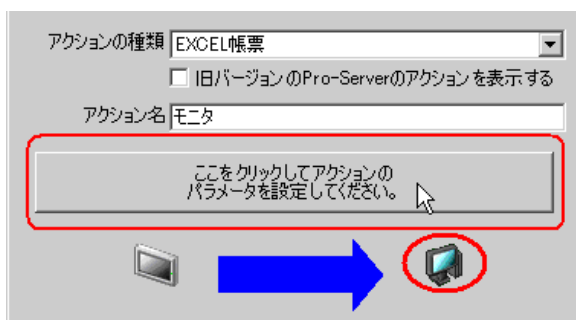 アクションの種類 EXCEL帳票
旧バージョンのPro-Serverのアクションを表示する
アクション名 モニタ
ここをクリックしてアクションの
パラメータを設定してください。